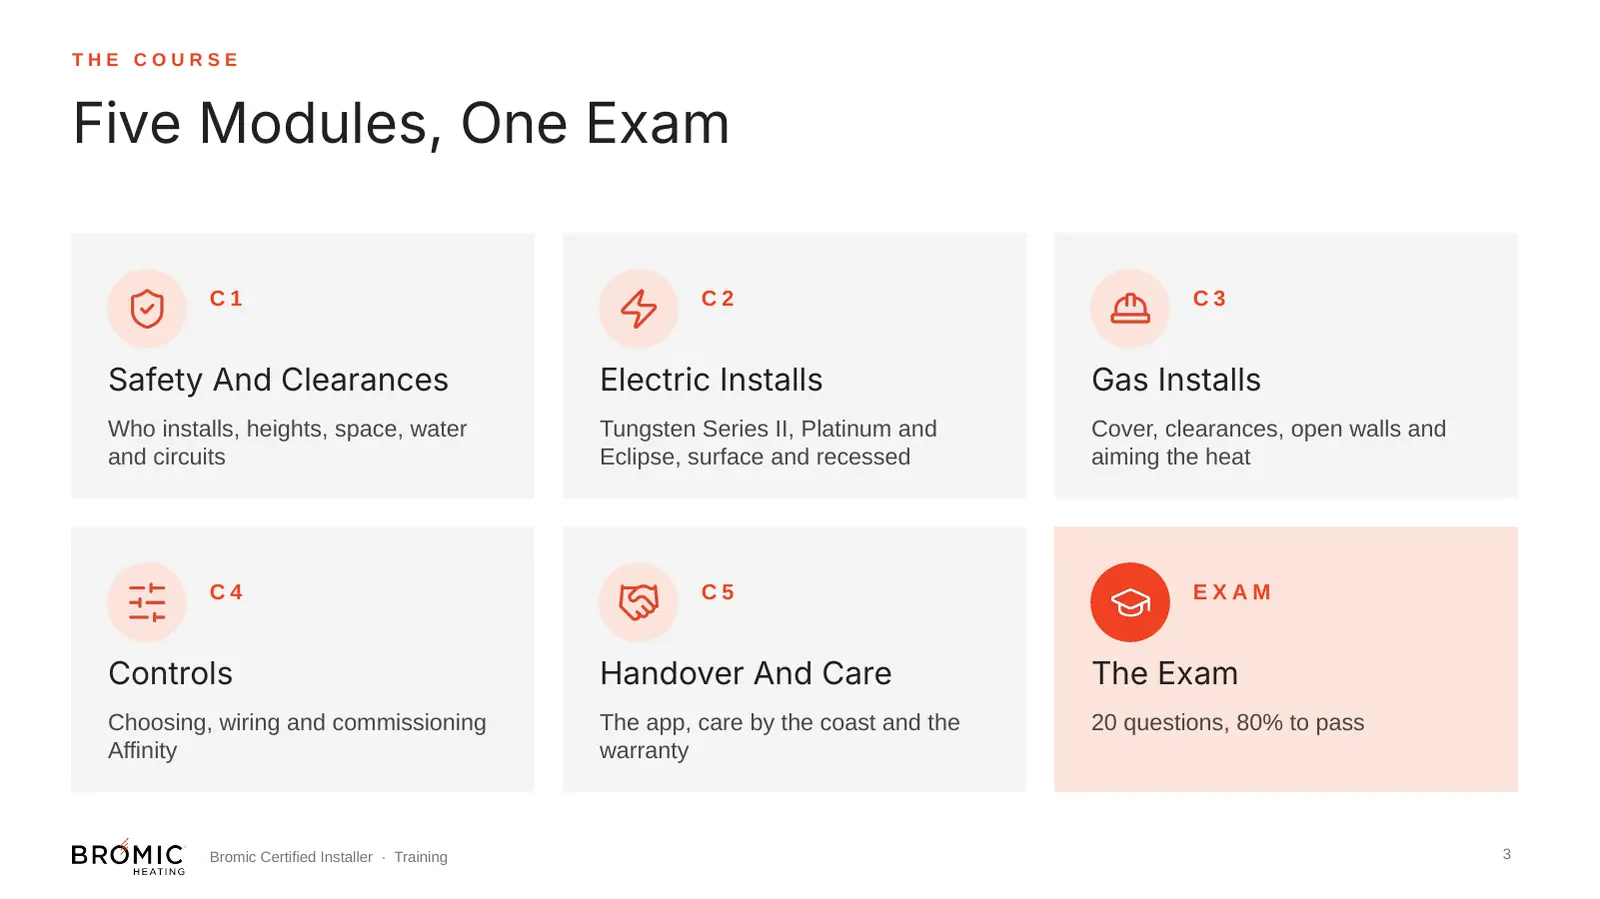 THE COURSE
Five Modules, One Exam
C1
Safety And Clearances
Who installs, heights, space, water
and circuits
C2
Electric Installs
Tungsten Series II, Platinum and
Eclipse, surface and recessed
C3
Gas Installs
Cover, clearances, open walls and
aiming the heat
C4
Controls
Choosing, wiring and commissioning
Affinity
C5
Handover And Care
The app, care by the coast and the
warranty
EXAM
The Exam
20 questions, 80% to pass
BROMIC
HEATING
Bromic Certified Installer · Training
3